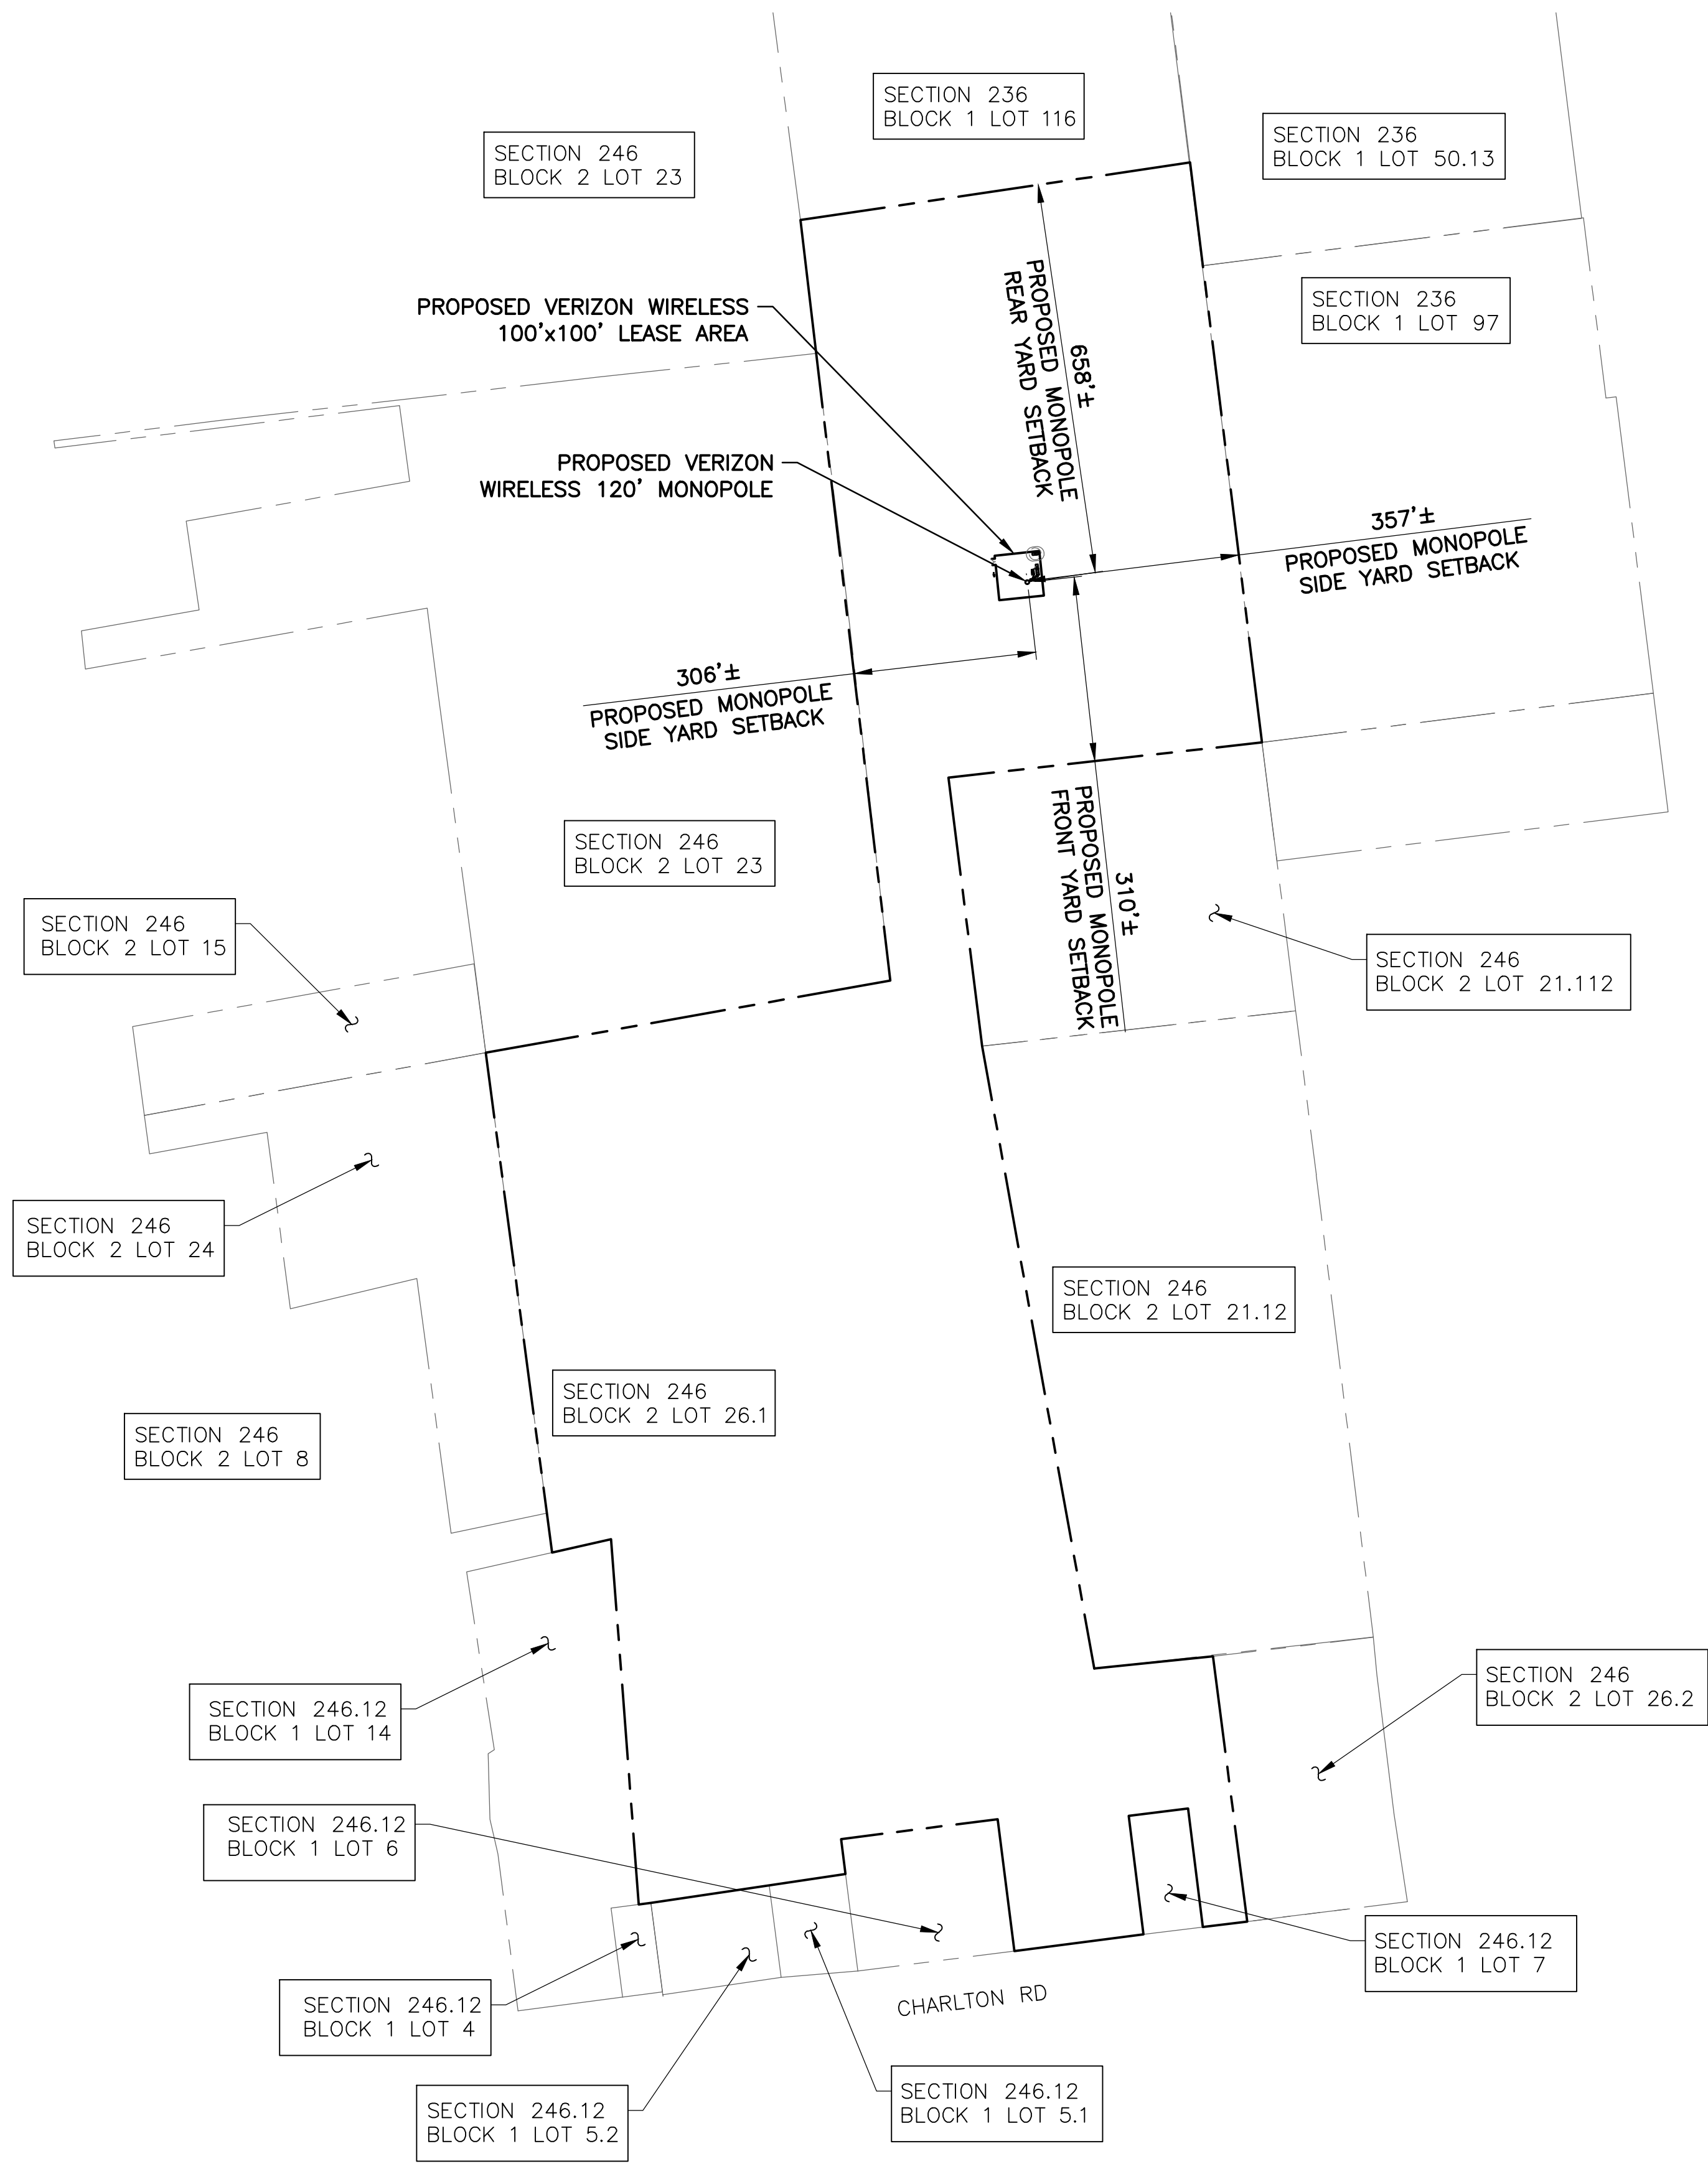 SECTION 236
BLOCK 1 LOT 116
SECTION 236
BLOCK 1 LOT 50.13
SECTION 246
BLOCK 2 LOT 23
SECTION 236
BLOCK 1 LOT 97
PROPOSED VERIZON WIRELESS
100'x100' LEASE AREA
658'±
PROPOSED MONOPOLE
REAR YARD SETBACK
PROPOSED VERIZON
WIRELESS 120' MONOPOLE
357'±
PROPOSED MONOPOLE
SIDE YARD SETBACK
306'±
PROPOSED MONOPOLE
SIDE YARD SETBACK
310'±
PROPOSED MONOPOLE
FRONT YARD SETBACK
SECTION 246
BLOCK 2 LOT 23
SECTION 246
BLOCK 2 LOT 15
SECTION 246
BLOCK 2 LOT 21.112
SECTION 246
BLOCK 2 LOT 24
SECTION 246
BLOCK 2 LOT 21.12
SECTION 246
BLOCK 2 LOT 26.1
SECTION 246
BLOCK 2 LOT 8
SECTION 246
BLOCK 2 LOT 26.2
SECTION 246.12
BLOCK 1 LOT 14
SECTION 246.12
BLOCK 1 LOT 6
SECTION 246.12
BLOCK 1 LOT 7
SECTION 246.12
BLOCK 1 LOT 4
CHARLTON RD
SECTION 246.12
BLOCK 1 LOT 5.1
SECTION 246.12
BLOCK 1 LOT 5.2